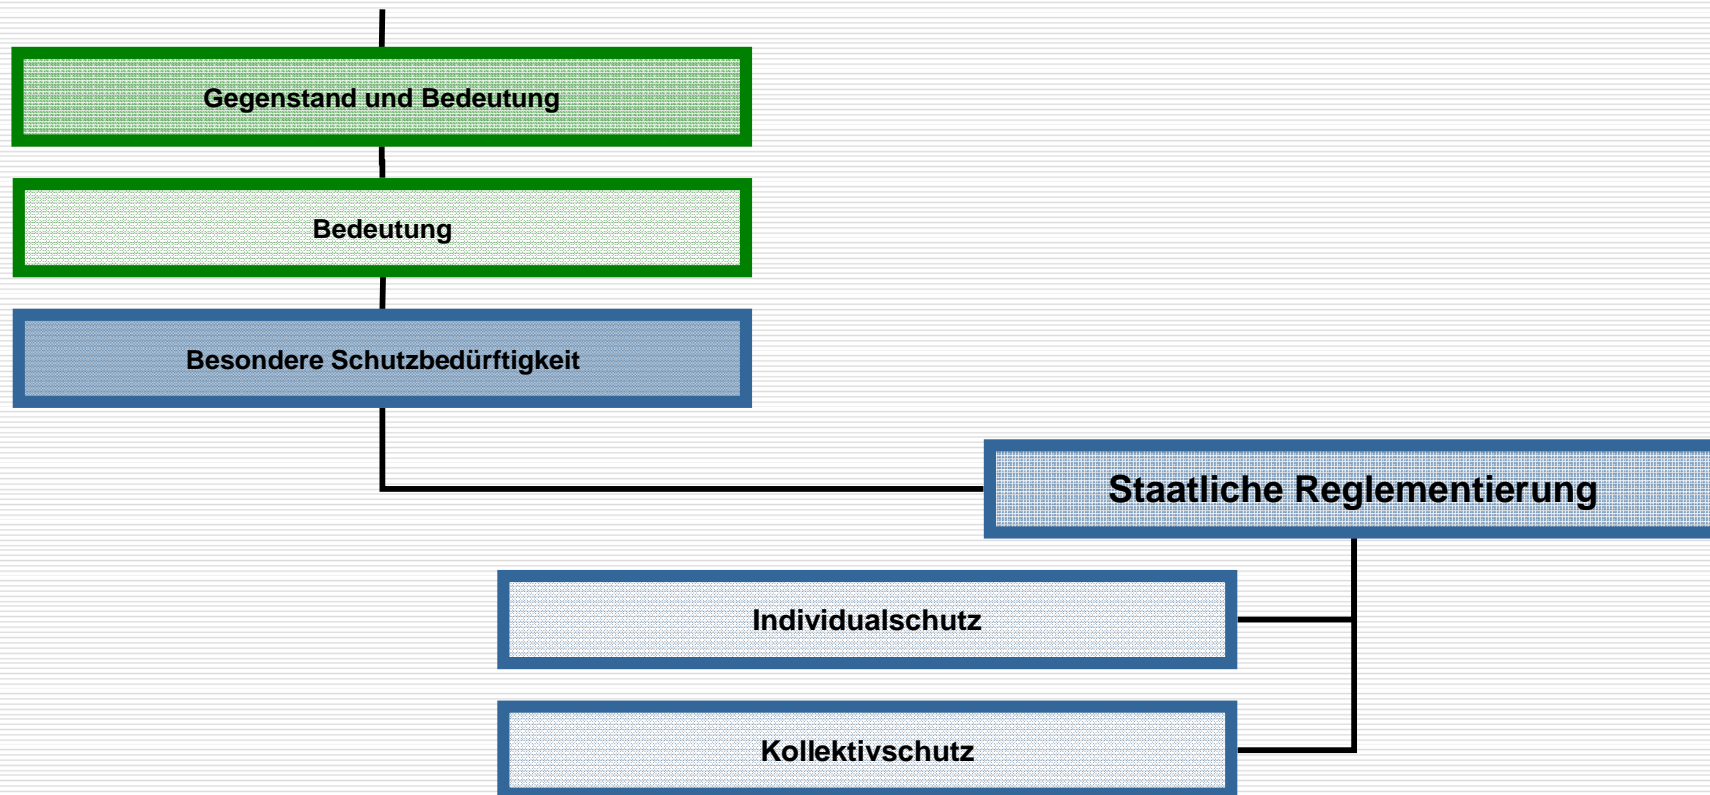 Gegenstand und Bedeutung
Bedeutung
Besondere Schutzbedürftigkeit
Staatliche Reglementierung
Individualschutz
Kollektivschutz